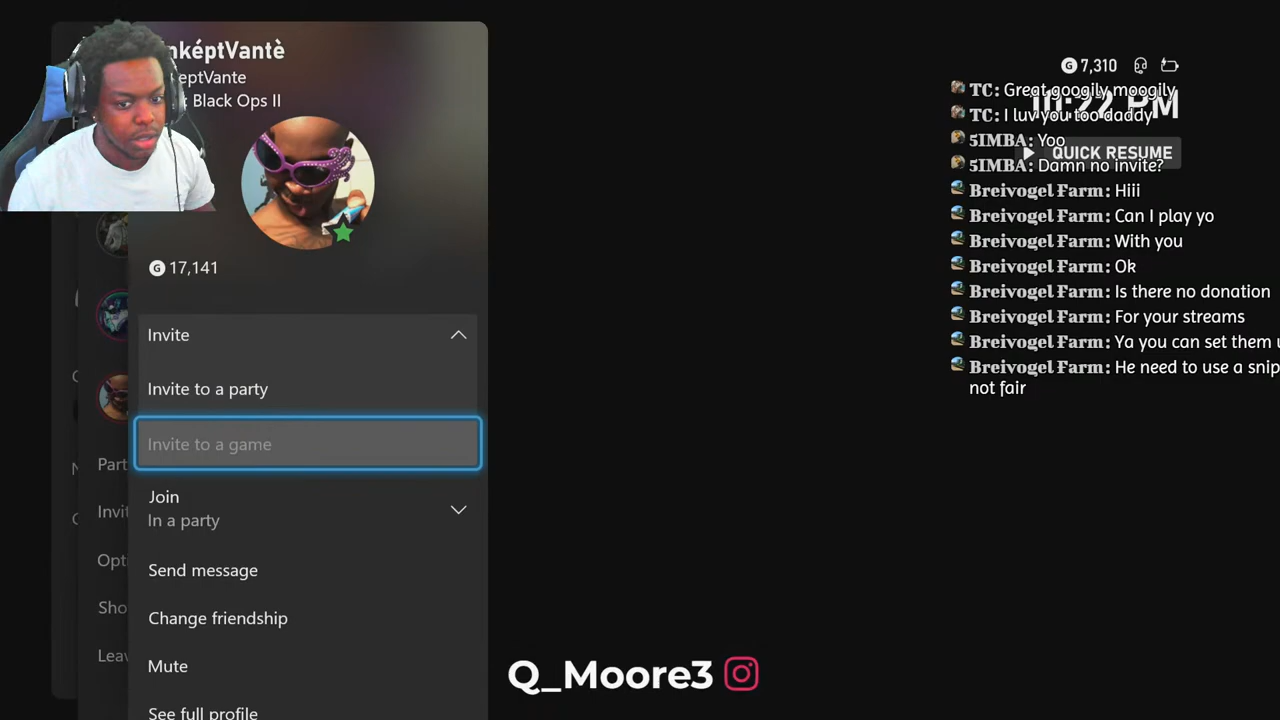 nképtVantè
eptVante
Black Ops II
17,141
Invite
Invite to a party
Invite to a game
Join
In a party
Send message
Change friendship
Mute
See full profile
Part
Invit
Opti
Sho
Leav
G 7,310
10:22 PM
QUICK RESUME
TC: Great googily moogily
TC: I luv you too daddy
5IMBA: Yoo
5IMBA: Damn no invite?
Breivogel Farm: Hiii
Breivogel Farm: Can I play yo
Breivogel Farm: With you
Breivogel Farm: Ok
Breivogel Farm: Is there no donation
Breivogel Farm: For your streams
Breivogel Farm: Ya you can set them u
Breivogel Farm: He need to use a snip
not fair
Q_Moore3